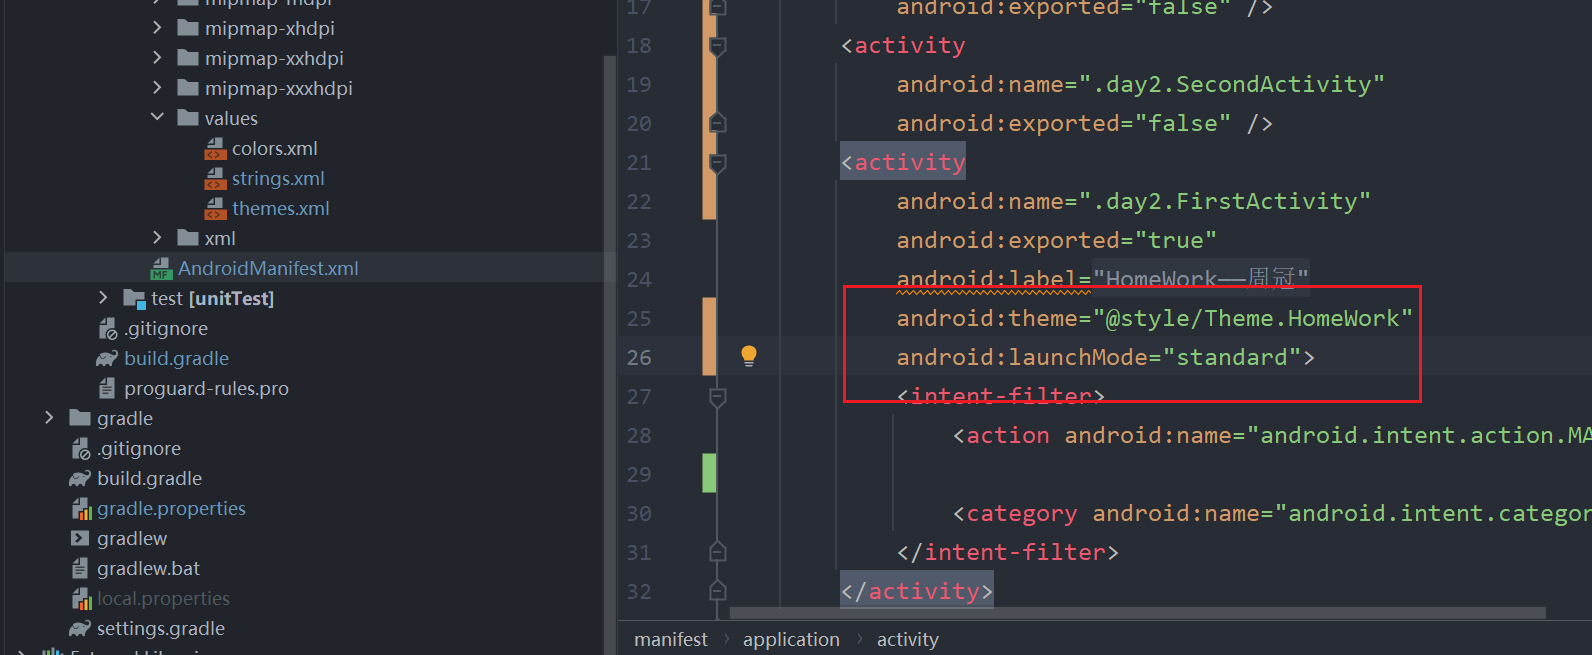 mipmap-mdpi
mipmap-xhdpi
mipmap-xxhdpi
mipmap-xxxhdpi
values
colors.xml
strings.xml
themes.xml
xml
AndroidManifest.xml
test [unitTest]
.gitignore
build.gradle
proguard-rules.pro
gradle
.gitignore
build.gradle
gradle.properties
gradlew
gradlew.bat
local.properties
settings.gradle
17 android:exported="false" />
18 <activity
19 android:name=".day2.SecondActivity"
20 android:exported="false" />
21 <activity
22 android:name=".day2.FirstActivity"
23 android:exported="true"
24 android:label="HomeWork——周冠"
25 android:theme="@style/Theme.HomeWork"
26 android:launchMode="standard">
27 <intent-filter>
28 <action android:name="android.intent.action.MA
29
30 <category android:name="android.intent.categor
31 </intent-filter>
32 </activity>
manifest › application › activity